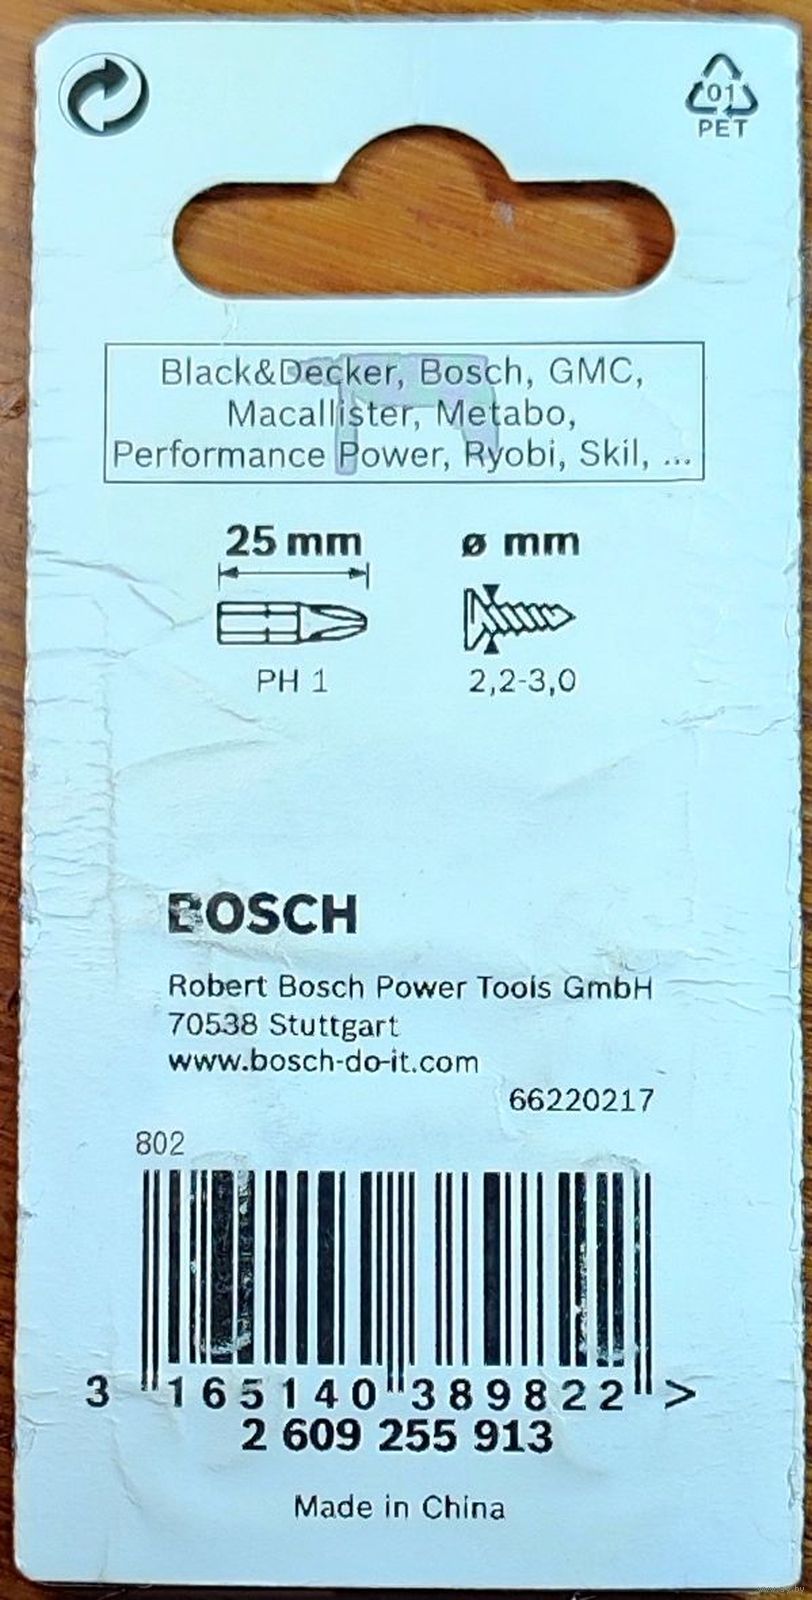 01
PET
Black&Decker, Bosch, GMC,
Macallister, Metabo,
Performance Power, Ryobi, Skil, ...
25 mm
ø mm
PH 1
2,2-3,0
BOSCH
Robert Bosch Power Tools GmbH
70538 Stuttgart
www.bosch-do-it.com
66220217
802
3 165140 389822 >
2 609 255 913
Made in China